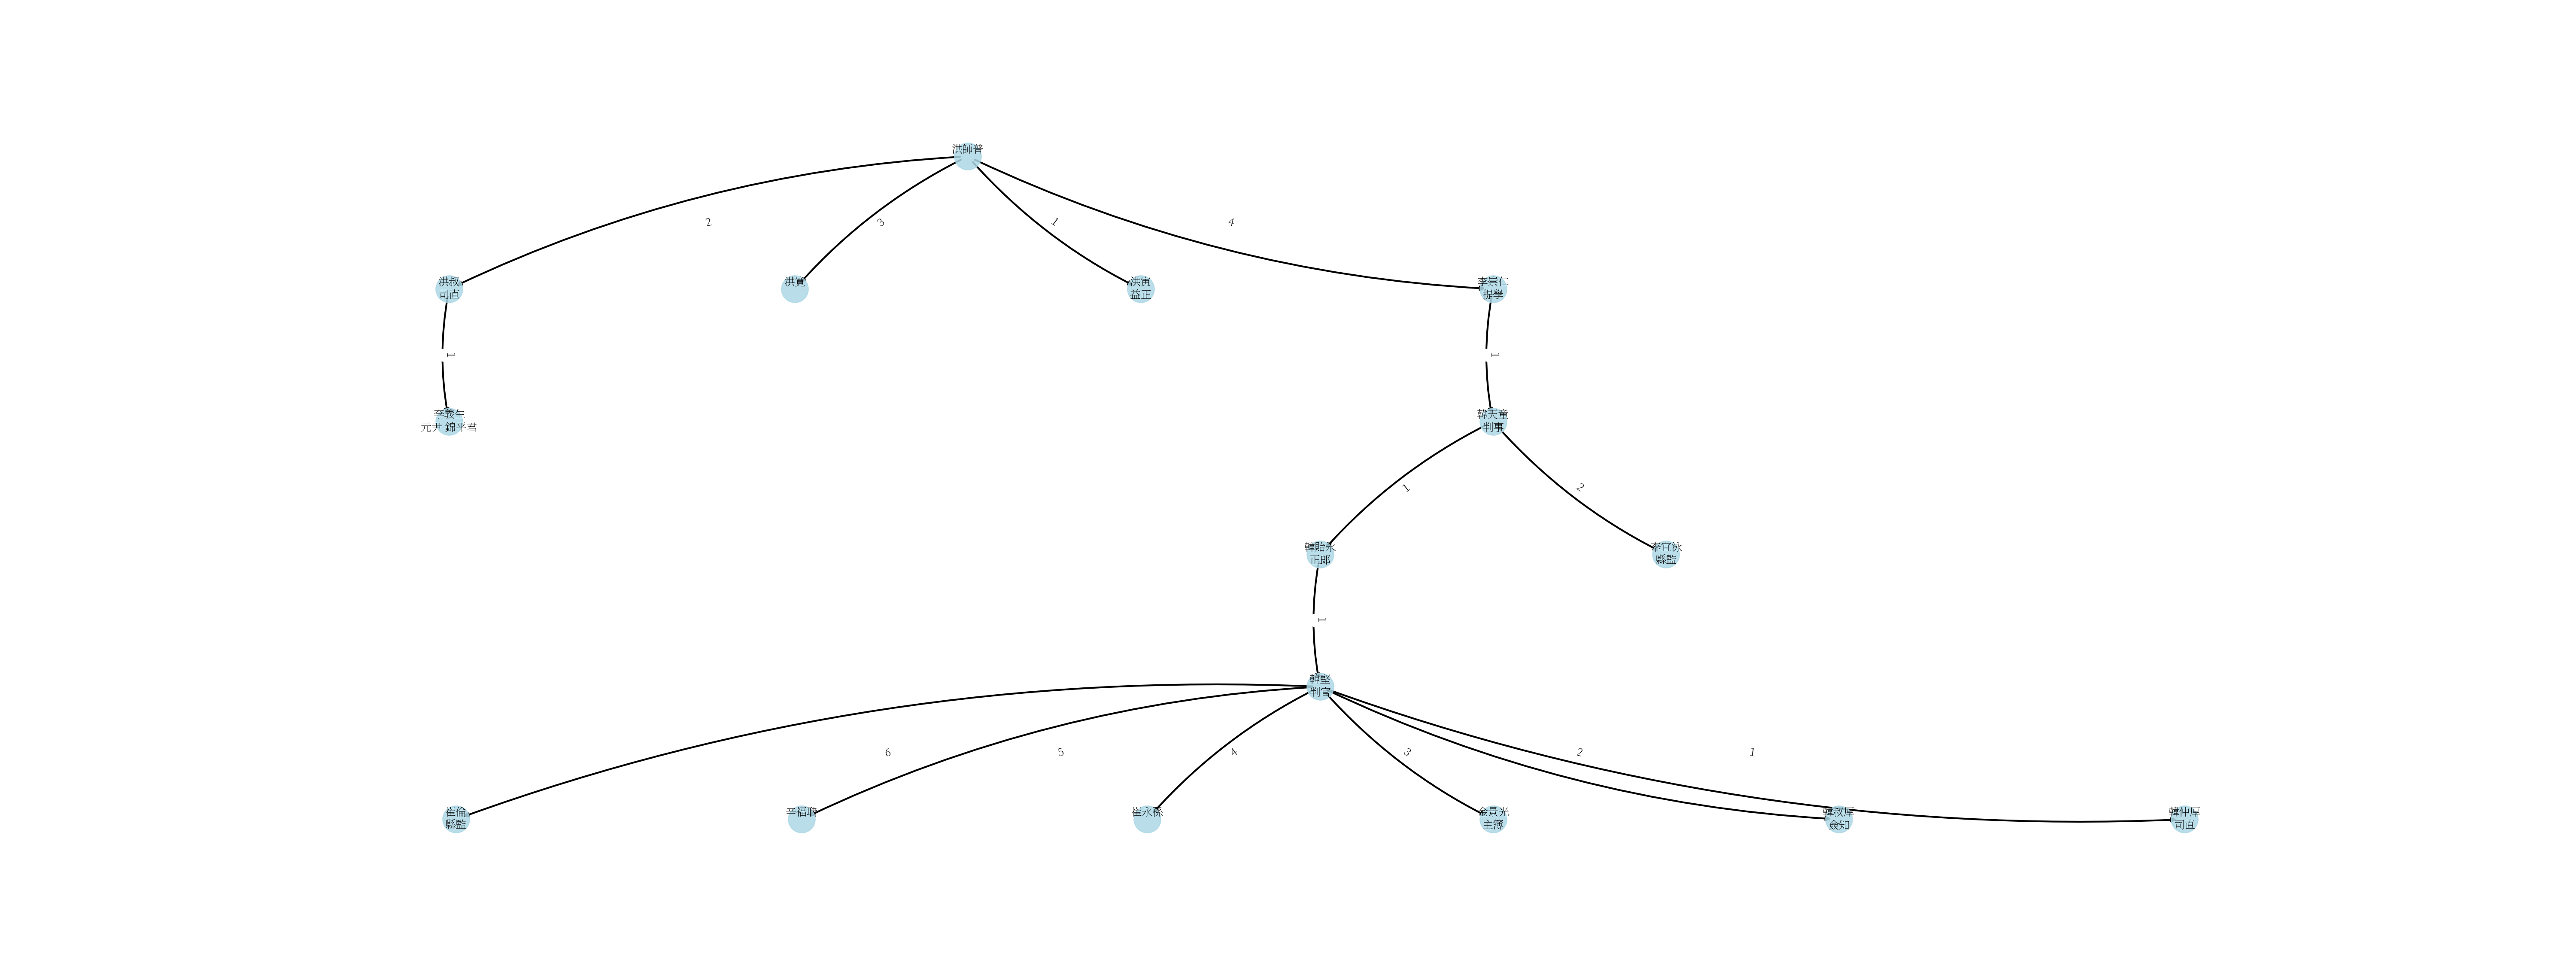 洪師普
2
3
1
4
洪叔
司直
洪寬
洪寅
益正
李崇仁
提學
1
1
李義生
元尹 錦平君
韓天童
判事
1
2
韓貽永
正郎
李宜泳
縣監
1
韓堅
判官
6
5
4
3
2
1
崔倫
縣監
辛福聃
崔永孫
金景光
主簿
韓叔厚
僉知
韓仲厚
司直